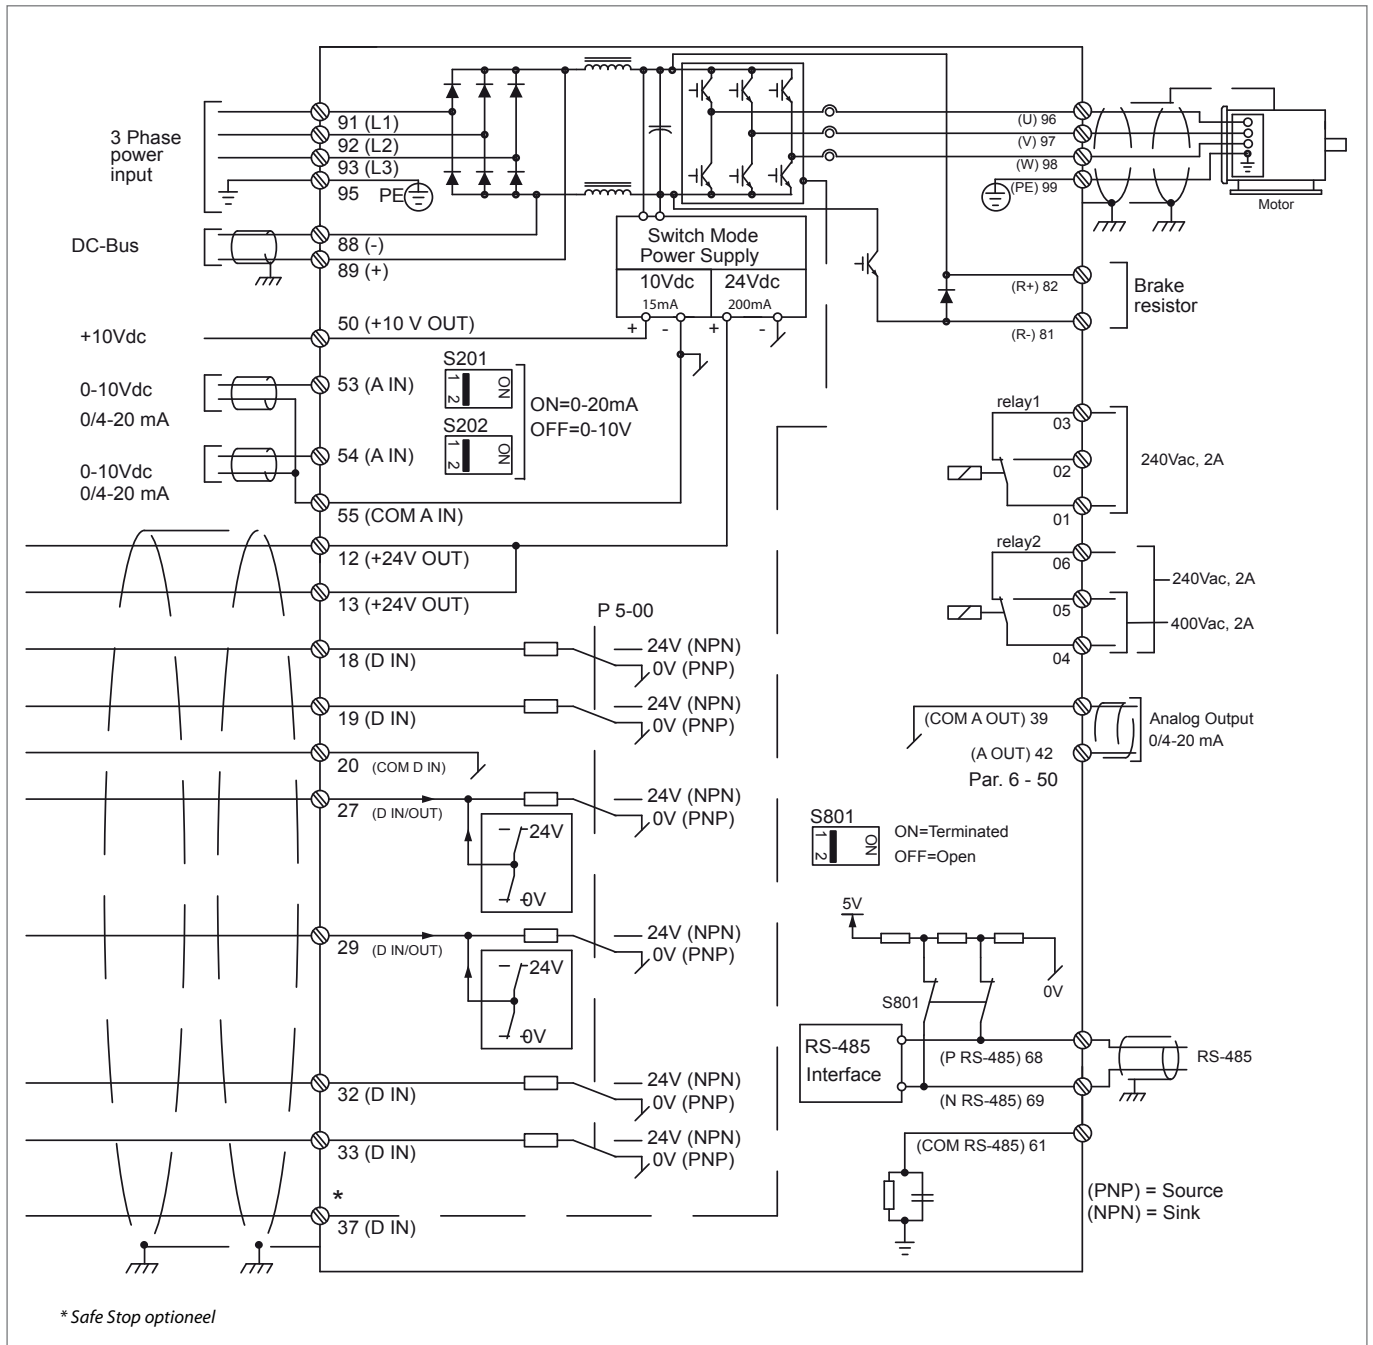 3 Phase
power
input
91 (L1)
92 (L2)
93 (L3)
95
PE
DC-Bus
88 (-)
89 (+)
+10Vdc
50 (+10 V OUT)
0-10Vdc
0/4-20 mA
53 (A IN)
0-10Vdc
0/4-20 mA
54 (A IN)
55 (COM A IN)
12 (+24V OUT)
13 (+24V OUT)
18 (D IN)
19 (D IN)
20 (COM D IN)
27 (D IN/OUT)
29 (D IN/OUT)
32 (D IN)
33 (D IN)
*
37 (D IN)
S201
1
2
ON
S202
1
2
ON
ON=0-20mA
OFF=0-10V
Switch Mode
Power Supply
10Vdc
15mA
24Vdc
200mA
+ - + -
P 5-00
24V (NPN)
0V (PNP)
24V (NPN)
0V (PNP)
24V (NPN)
0V (PNP)
24V
0V
24V (NPN)
0V (PNP)
24V
0V
24V (NPN)
0V (PNP)
24V (NPN)
0V (PNP)
(U) 96
(V) 97
(W) 98
(PE) 99
Motor
(R+) 82
(R-) 81
Brake
resistor
relay1
03
02
01
240Vac, 2A
relay2
06
05
04
240Vac, 2A
400Vac, 2A
(COM A OUT) 39
(A OUT) 42
Par. 6 - 50
Analog Output
0/4-20 mA
S801
1
2
ON
ON=Terminated
OFF=Open
5V
0V
S801
RS-485
Interface
(P RS-485) 68
(N RS-485) 69
RS-485
(COM RS-485) 61
(PNP) = Source
(NPN) = Sink
* Safe Stop optioneel